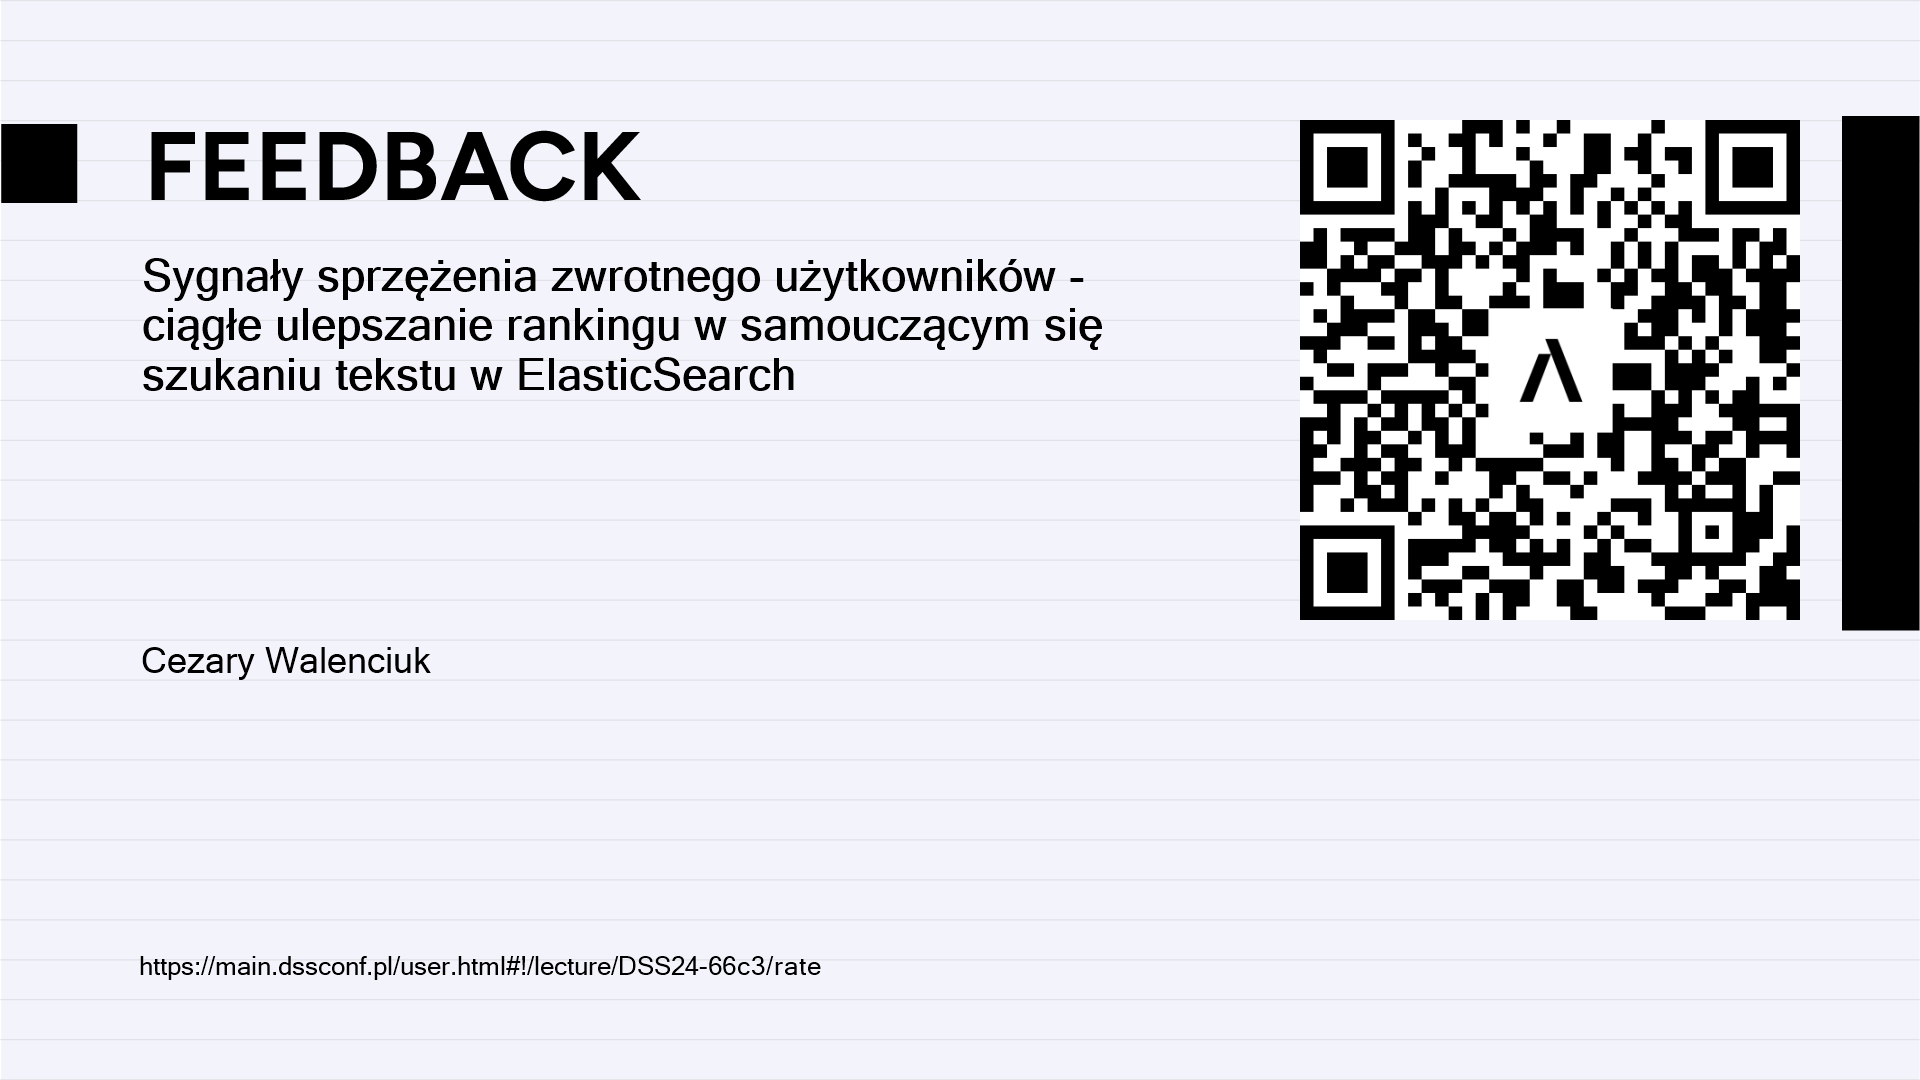 FEEDBACK
Sygnały sprzężenia zwrotnego użytkowników -
ciągłe ulepszanie rankingu w samouczącym się
szukaniu tekstu w ElasticSearch
Cezary Walenciuk
https://main.dssconf.pl/user.html#!/lecture/DSS24-66c3/rate